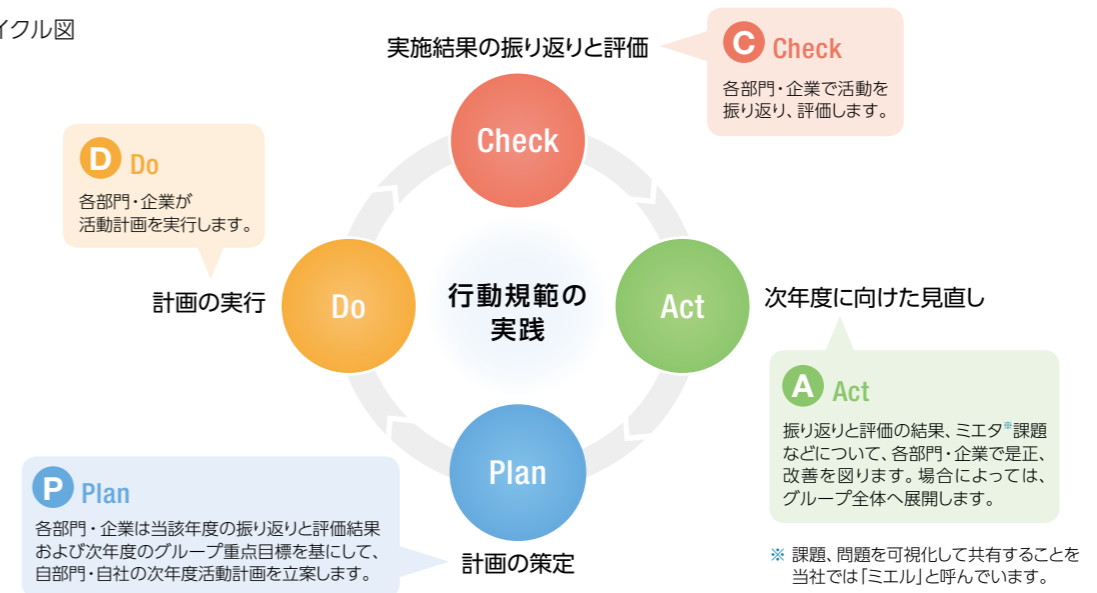 イクル図
実施結果の振り返りと評価
C Check
各部門・企業で活動を
振り返り、評価します。
Check
D Do
各部門・企業が
活動計画を実行します。
計画の実行
Do
行動規範の
実践
Act
次年度に向けた見直し
A Act
振り返りと評価の結果、ミエタ※課題
などについて、各部門・企業で是正、
改善を図ります。場合によっては、
グループ全体へ展開します。
Plan
計画の策定
P Plan
各部門・企業は当該年度の振り返りと評価結果
および次年度のグループ重点目標を基にして、
自部門・自社の次年度活動計画を立案します。
※ 課題、問題を可視化して共有することを
当社では「ミエル」と呼んでいます。